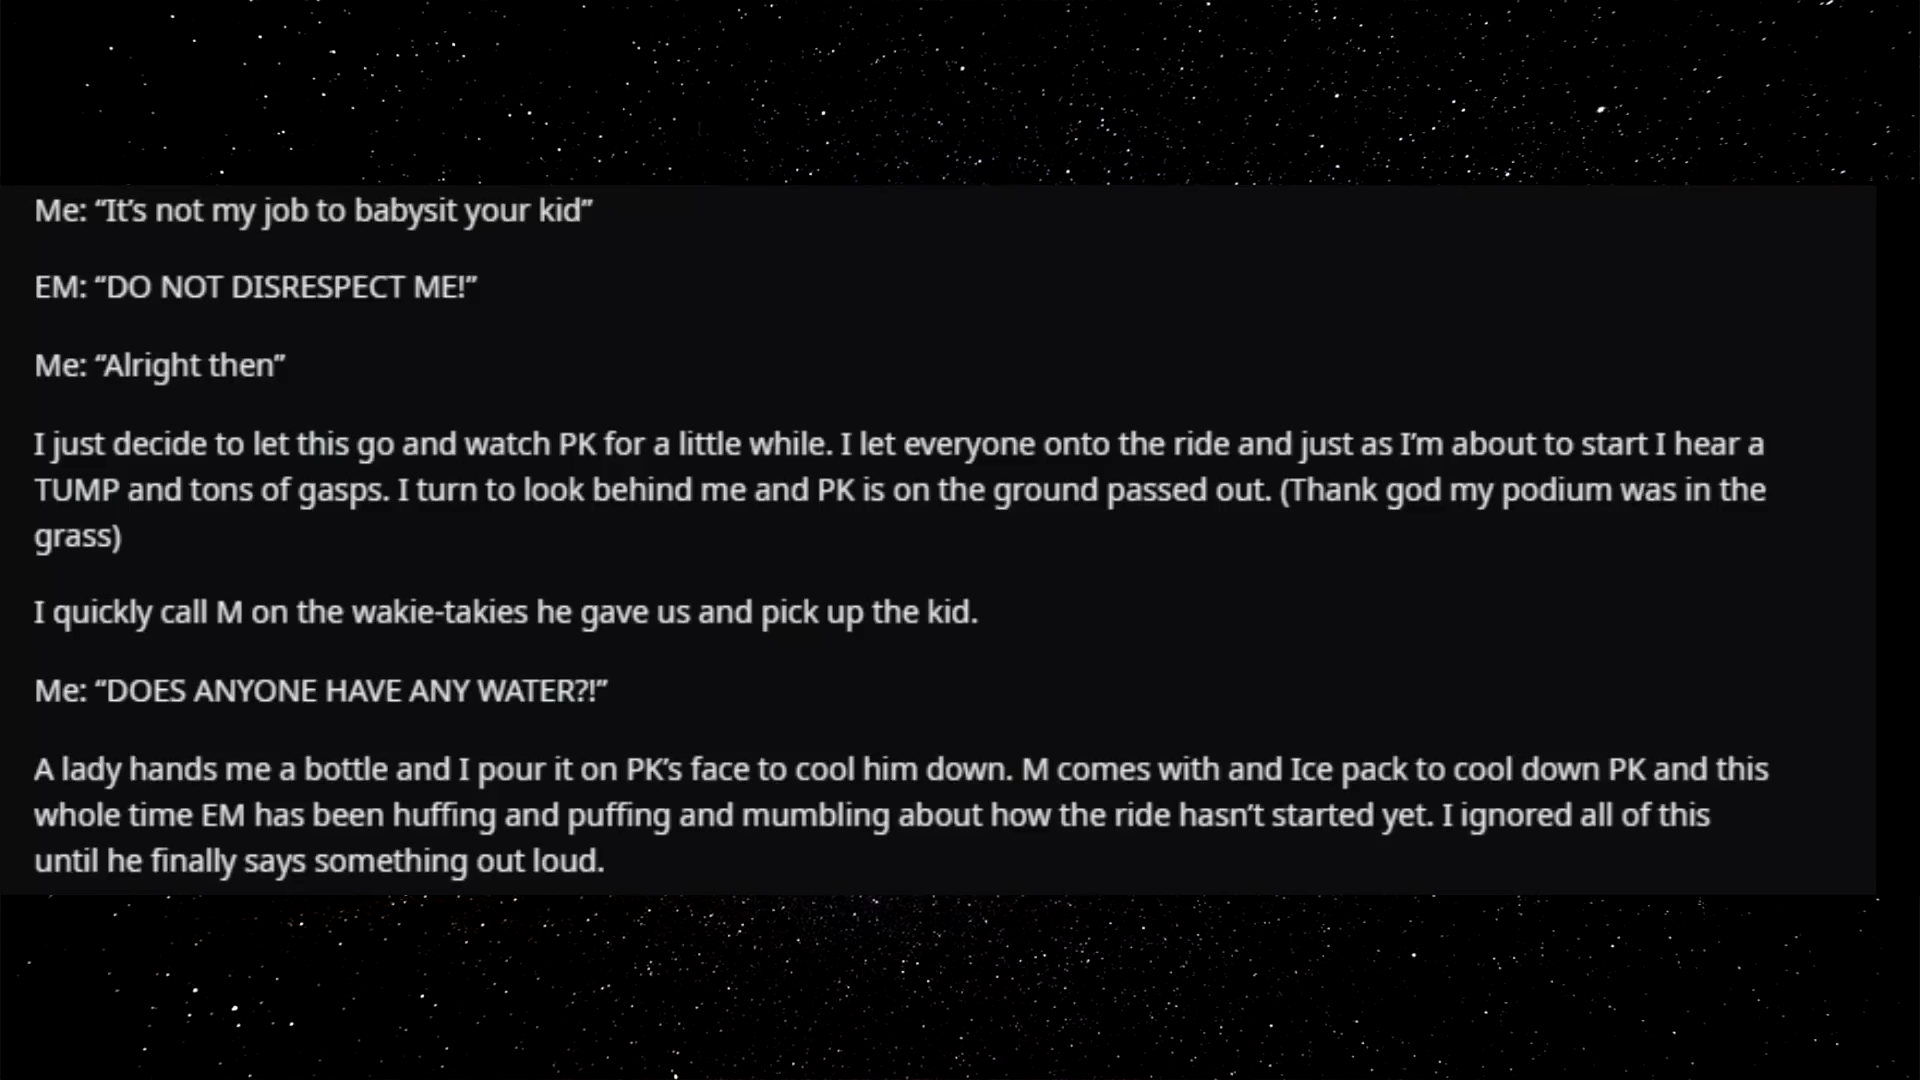 Me: “It’s not my job to babysit your kid”
EM: “DO NOT DISRESPECT ME!”
Me: “Alright then”
I just decide to let this go and watch PK for a little while. I let everyone onto the ride and just as I’m about to start I hear a
TUMP and tons of gasps. I turn to look behind me and PK is on the ground passed out. (Thank god my podium was in the
grass)
I quickly call M on the wakie-takies he gave us and pick up the kid.
Me: “DOES ANYONE HAVE ANY WATER?!”
A lady hands me a bottle and I pour it on PK’s face to cool him down. M comes with and Ice pack to cool down PK and this
whole time EM has been huffing and puffing and mumbling about how the ride hasn’t started yet. I ignored all of this
until he finally says something out loud.